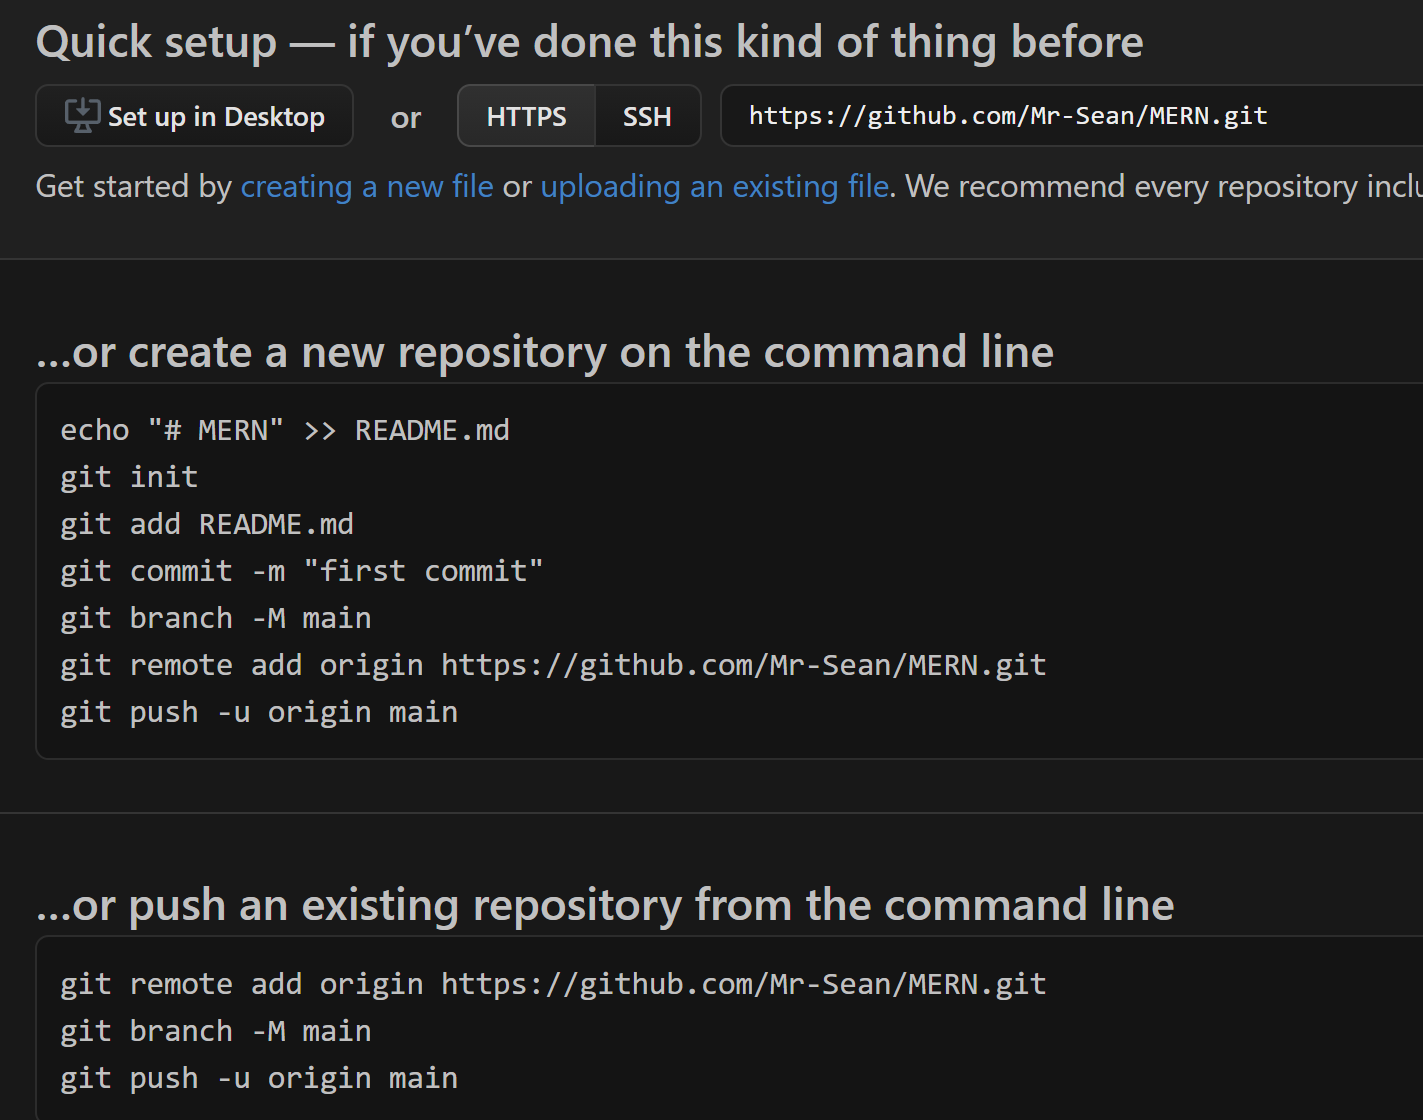 Quick setup — if you’ve done this kind of thing before
Set up in Desktop or HTTPS SSH https://github.com/Mr-Sean/MERN.git
Get started by creating a new file or uploading an existing file. We recommend every repository
…or create a new repository on the command line
echo "# MERN" >> README.md
git init
git add README.md
git commit -m "first commit"
git branch -M main
git remote add origin https://github.com/Mr-Sean/MERN.git
git push -u origin main
…or push an existing repository from the command line
git remote add origin https://github.com/Mr-Sean/MERN.git
git branch -M main
git push -u origin main